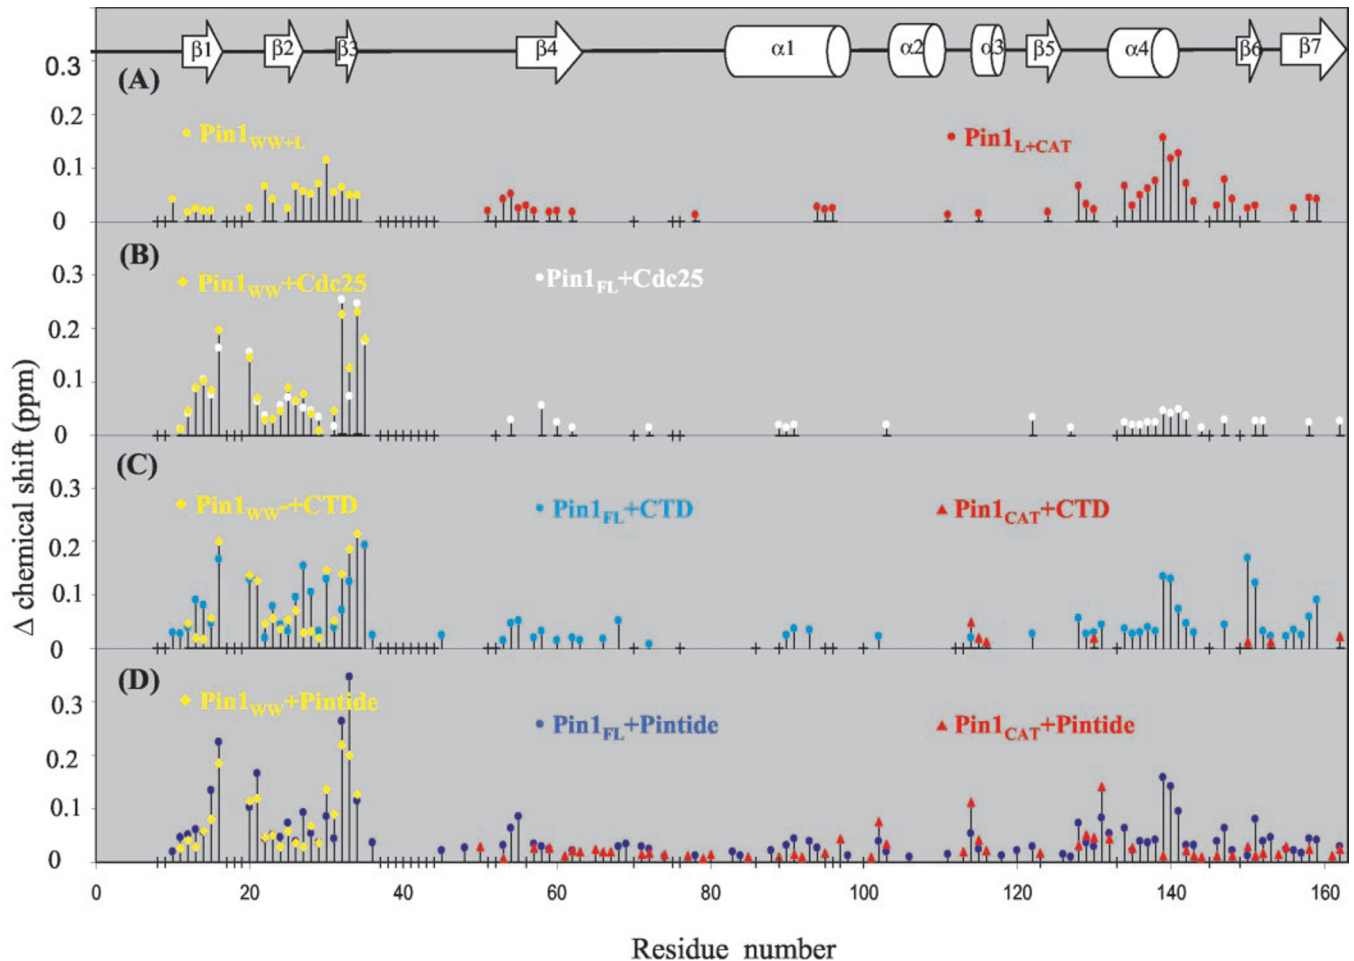 β1 β2 β3 β4 α1 α2 α3 β5 α4 β6 β7
0.3
(A)
0.2
Pin1WW+L Pin1L+CAT
0.1
0
(B)
0.3
Pin1WW+Cdc25 Pin1FL+Cdc25
0.2
0.1
0
(C)
0.3
Pin1WW-+CTD Pin1FL+CTD Pin1CAT+CTD
0.2
0.1
0
(D)
0.3
Pin1WW+Pintide Pin1FL+Pintide Pin1CAT+Pintide
0.2
0.1
0
Δ chemical shift (ppm)
0 20 40 60 80 100 120 140 160
Residue number